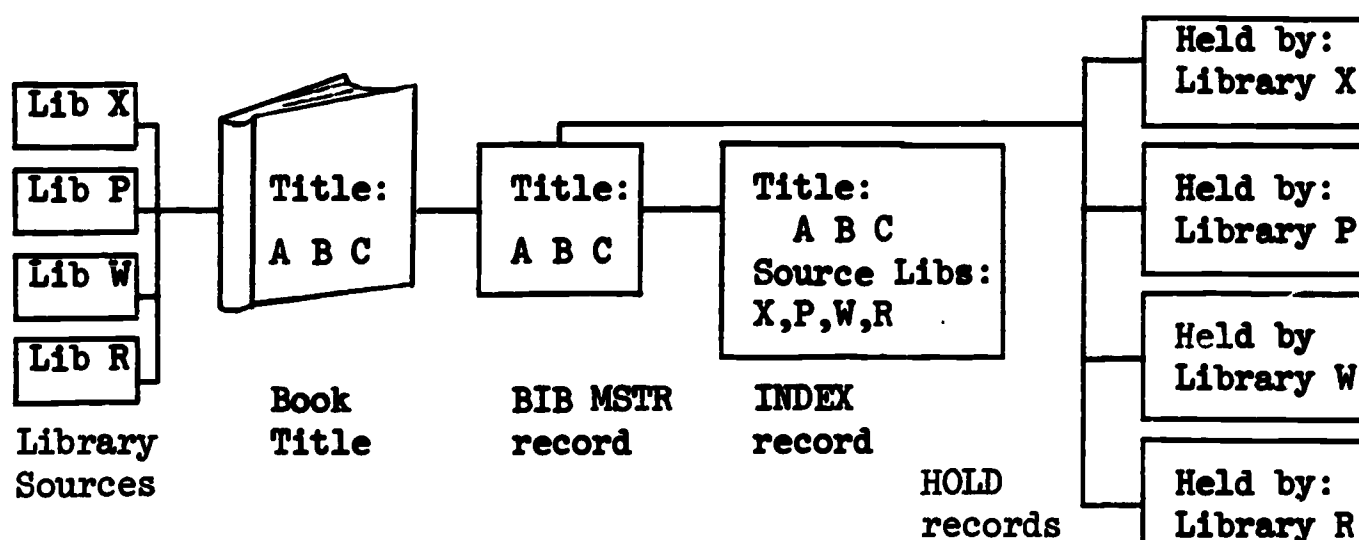 Lib X
Lib P
Lib W
Lib R
Library
Sources
Title:
A B C
Book
Title
Title:
A B C
BIB MSTR
record
Title:
A B C
Source Libs:
X,P,W,R
INDEX
record
HOLD
records
Held by:
Library X
Held by:
Library P
Held by
Library W
Held by:
Library R